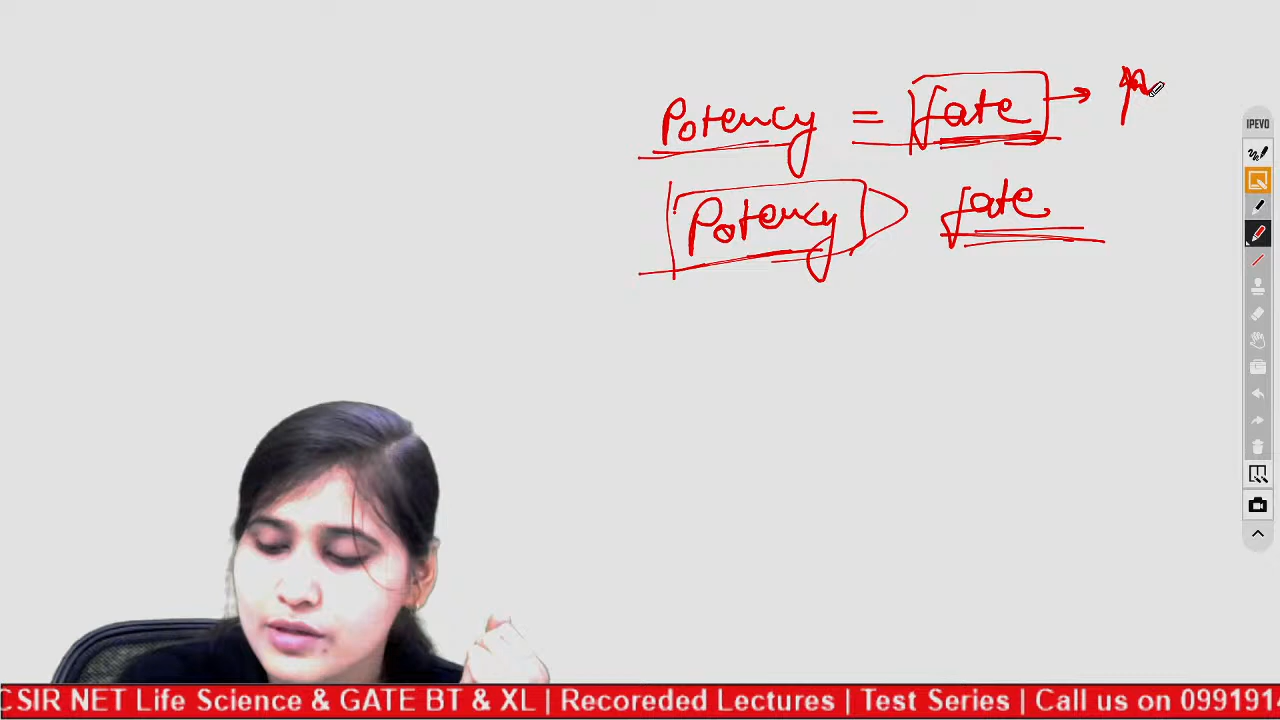 Potency = fate →
Potency > fate
IPEVO
CSIR NET Life Science & GATE BT & XL | Recoreded Lectures | Test Series | Call us on 099191